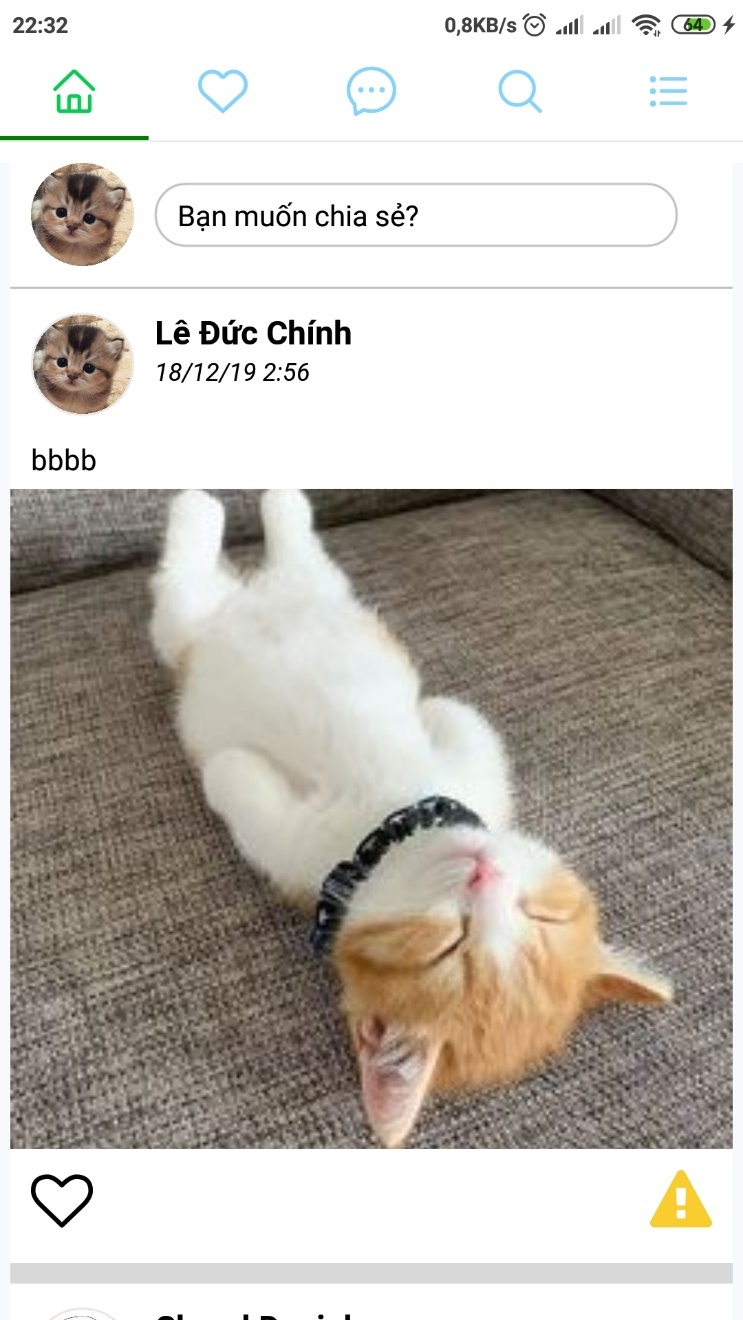 22:32 0,8KB/s 64
Bạn muốn chia sẻ?
Lê Đức Chính
18/12/19 2:56
bbbb